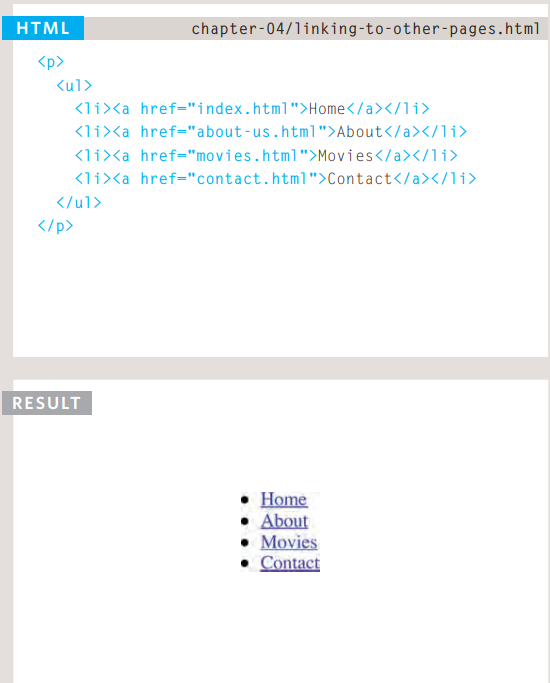 HTML chapter-04/linking-to-other-pages.html
<p>
<ul>
<li><a href="index.html">Home</a></li>
<li><a href="about-us.html">About</a></li>
<li><a href="movies.html">Movies</a></li>
<li><a href="contact.html">Contact</a></li>
</ul>
</p>
RESULT
• Home
• About
• Movies
• Contact